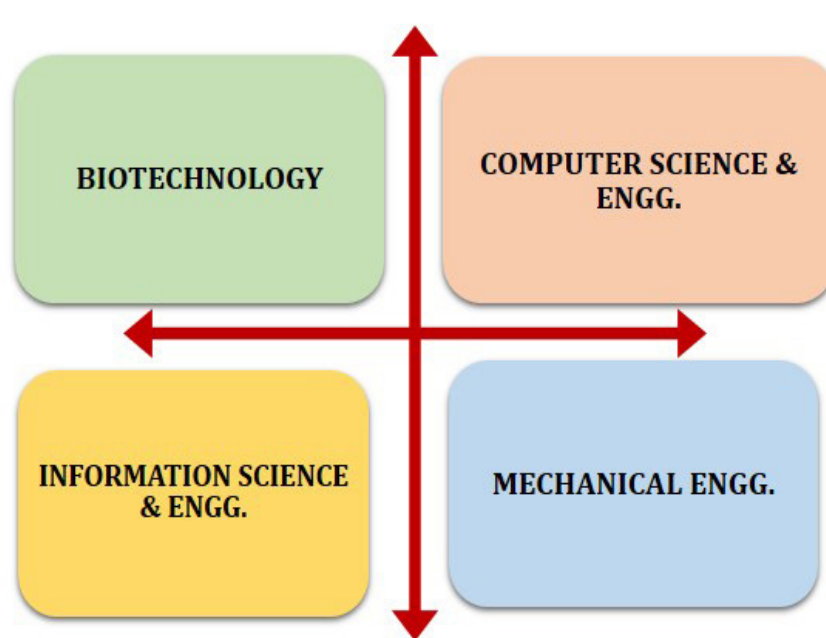 BIOTECHNOLOGY
COMPUTER SCIENCE &
ENGG.
INFORMATION SCIENCE
& ENGG.
MECHANICAL ENGG.